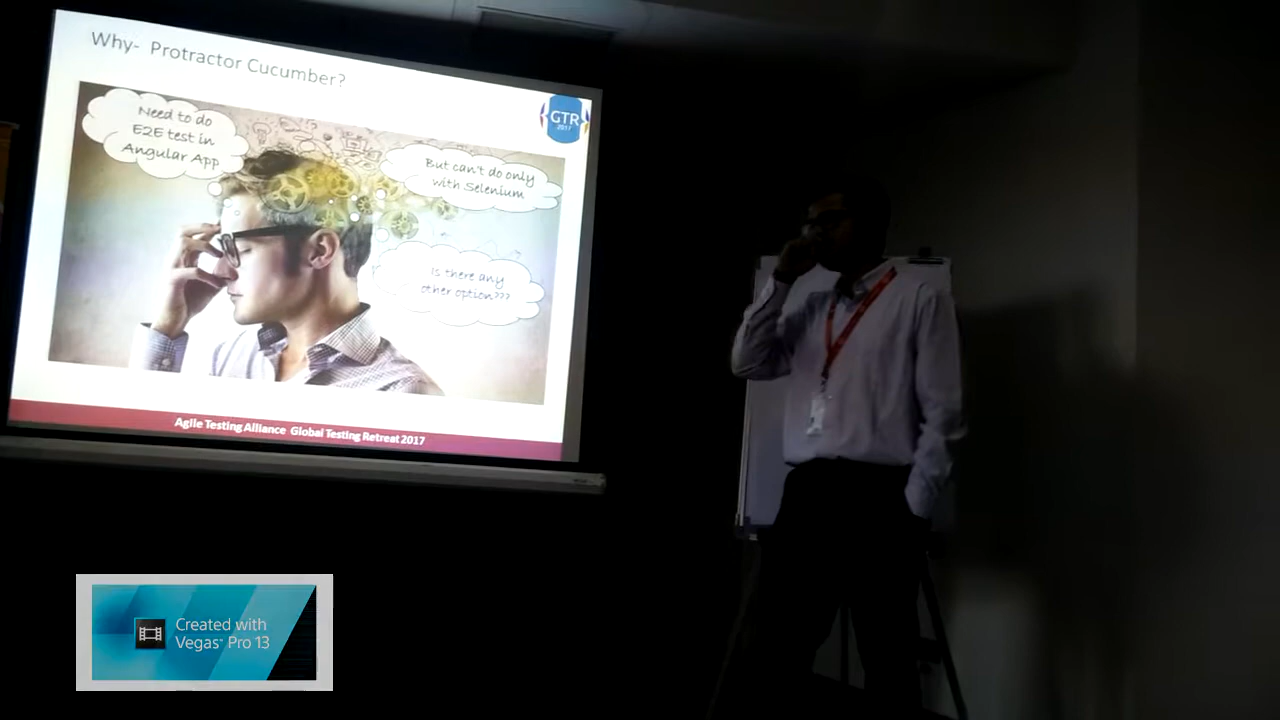 Why- Protractor Cucumber?
GTR
2017
Need to do
E2E test in
Angular App
But can't do only
with Selenium
Is there any
other option???
Agile Testing Alliance Global Testing Retreat 2017
Created with
Vegas™ Pro 13